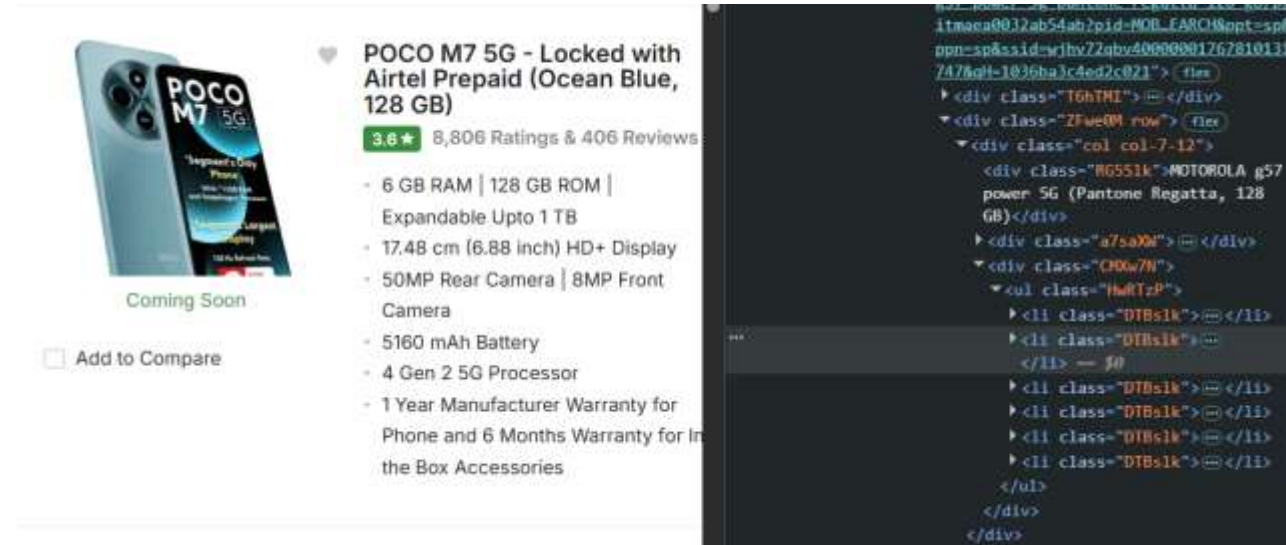 POCO M7 5G - Locked with
Airtel Prepaid (Ocean Blue,
128 GB)
3.6★ 8,806 Ratings & 406 Reviews
6 GB RAM | 128 GB ROM |
Expandable Upto 1 TB
17.48 cm (6.88 inch) HD+ Display
50MP Rear Camera | 8MP Front
Camera
5160 mAh Battery
4 Gen 2 5G Processor
1 Year Manufacturer Warranty for
Phone and 6 Months Warranty for In
the Box Accessories
POCO
M7 5G
"Segment's Only
Phone"
Coming Soon
Add to Compare
747&qH=1036ba3c4ed2c021"> flex
<div class="T6hTMI">⋯</div>
<div class="ZFwe0M row"> flex
<div class="col col-7-12">
<div class="RG5Slk">MOTOROLA g57
power 5G (Pantone Regatta, 128
GB)</div>
<div class="a7saXW">⋯</div>
<div class="CMXw7N">
<ul class="HwRTzP">
<li class="DTBslk">⋯</li>
<li class="DTBslk">⋯
</li> == $0
<li class="DTBslk">⋯</li>
<li class="DTBslk">⋯</li>
<li class="DTBslk">⋯</li>
<li class="DTBslk">⋯</li>
</ul>
</div>
</div>